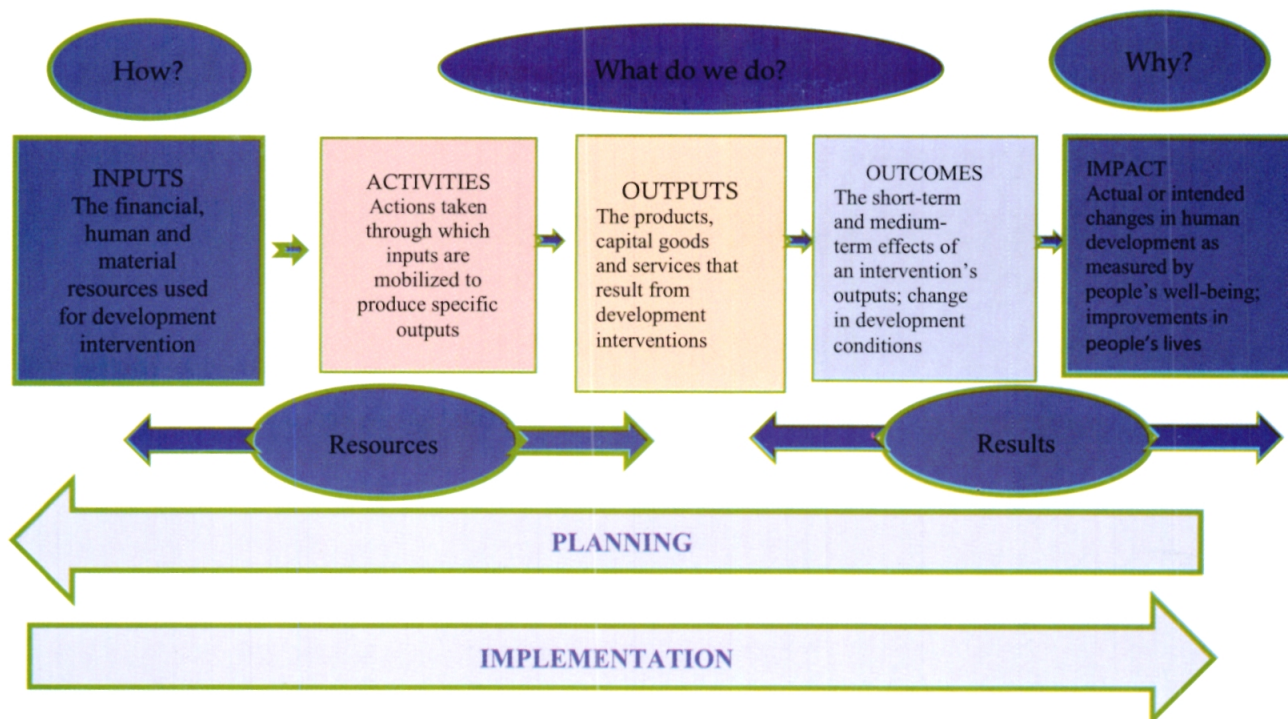 How?
What do we do?
Why?
INPUTS
The financial,
human and
material
resources used
for development
intervention
ACTIVITIES
Actions taken
through which
inputs are
mobilized to
produce specific
outputs
OUTPUTS
The products,
capital goods
and services that
result from
development
interventions
OUTCOMES
The short-term
and medium-
term effects of
an intervention's
outputs; change
in development
conditions
IMPACT
Actual or intended
changes in human
development as
measured by
people's well-being;
improvements in
people's lives
Resources
Results
PLANNING
IMPLEMENTATION